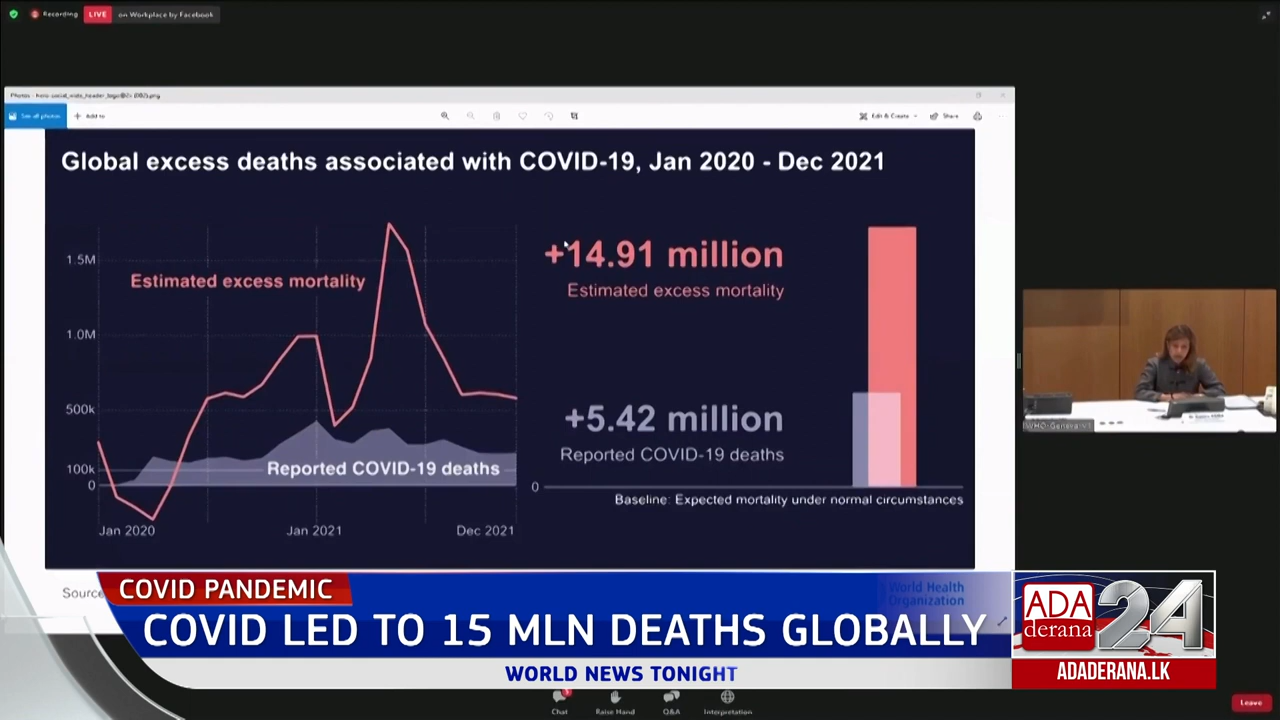 Recording
LIVE
on Workplace by Facebook
See all photos
Add to
Edit & Create
Share
Global excess deaths associated with COVID-19, Jan 2020 - Dec 2021
1.5M
1.0M
500k
100k
0
Estimated excess mortality
Reported COVID-19 deaths
Jan 2020
Jan 2021
Dec 2021
+14.91 million
Estimated excess mortality
+5.42 million
Reported COVID-19 deaths
0
Baseline: Expected mortality under normal circumstances
WHO-Geneva-V1
Source
World Health
Organization
COVID PANDEMIC
COVID LED TO 15 MLN DEATHS GLOBALLY
WORLD NEWS TONIGHT
ADA
derana
24
ADADERANA.LK
Chat
Raise Hand
Q&A
Interpretation
Leave